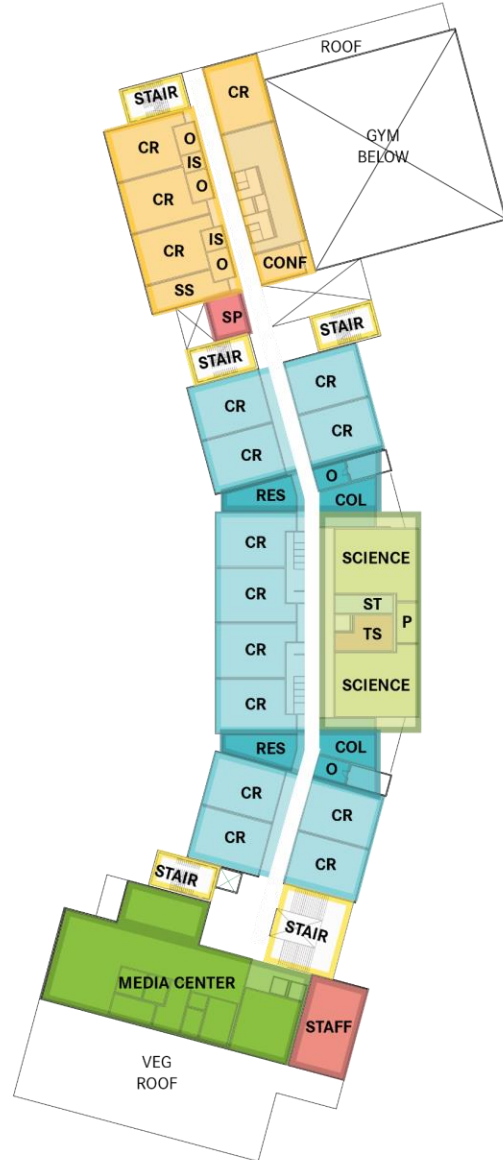 ROOF
STAIR
CR
GYM
BELOW
CR
O
IS
O
CR
CR
IS
O
SS
CONF
SP
STAIR
STAIR
CR
CR
CR
CR
O
RES
COL
CR
SCIENCE
CR
ST
P
TS
CR
SCIENCE
CR
RES
COL
O
CR
CR
CR
CR
STAIR
STAIR
MEDIA CENTER
STAFF
VEG
ROOF